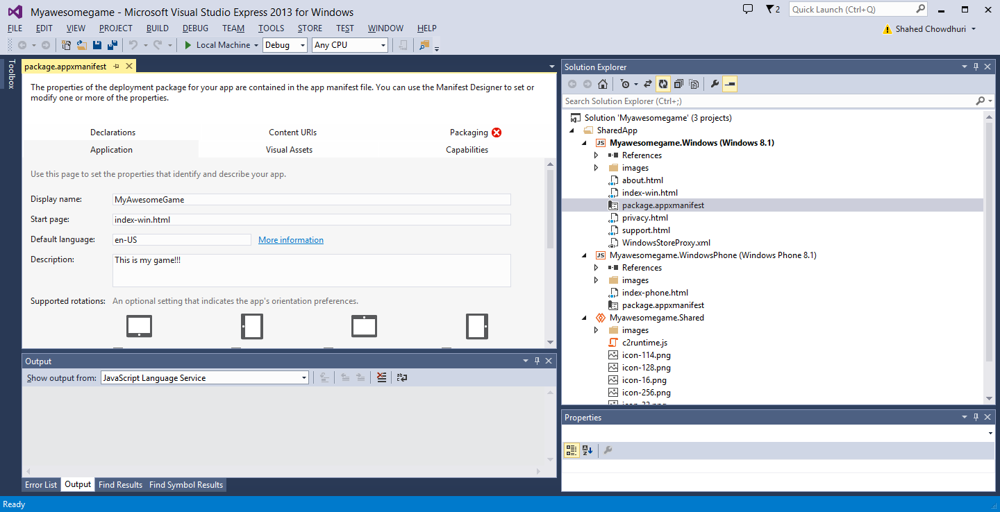 Myawesomegame - Microsoft Visual Studio Express 2013 for Windows
2
Quick Launch (Ctrl+Q)
FILE EDIT VIEW PROJECT BUILD DEBUG TEAM TOOLS STORE TEST WINDOW HELP
Shahed Chowdhuri
Local Machine Debug Any CPU
Toolbox
package.appxmanifest
The properties of the deployment package for your app are contained in the app manifest file. You can use the Manifest Designer to set or
modify one or more of the properties.
Declarations Content URIs Packaging
Application Visual Assets Capabilities
Use this page to set the properties that identify and describe your app.
Display name: MyAwesomeGame
Start page: index-win.html
Default language: en-US More information
Description: This is my game!!!
Supported rotations: An optional setting that indicates the app's orientation preferences.
Output
Show output from: JavaScript Language Service
Error List Output Find Results Find Symbol Results
Solution Explorer
Search Solution Explorer (Ctrl+;)
Solution 'Myawesomegame' (3 projects)
SharedApp
JS Myawesomegame.Windows (Windows 8.1)
References
images
about.html
index-win.html
package.appxmanifest
privacy.html
support.html
WindowsStoreProxy.xml
JS Myawesomegame.WindowsPhone (Windows Phone 8.1)
References
images
index-phone.html
package.appxmanifest
Myawesomegame.Shared
images
c2runtime.js
icon-114.png
icon-128.png
icon-16.png
icon-256.png
Properties
Ready